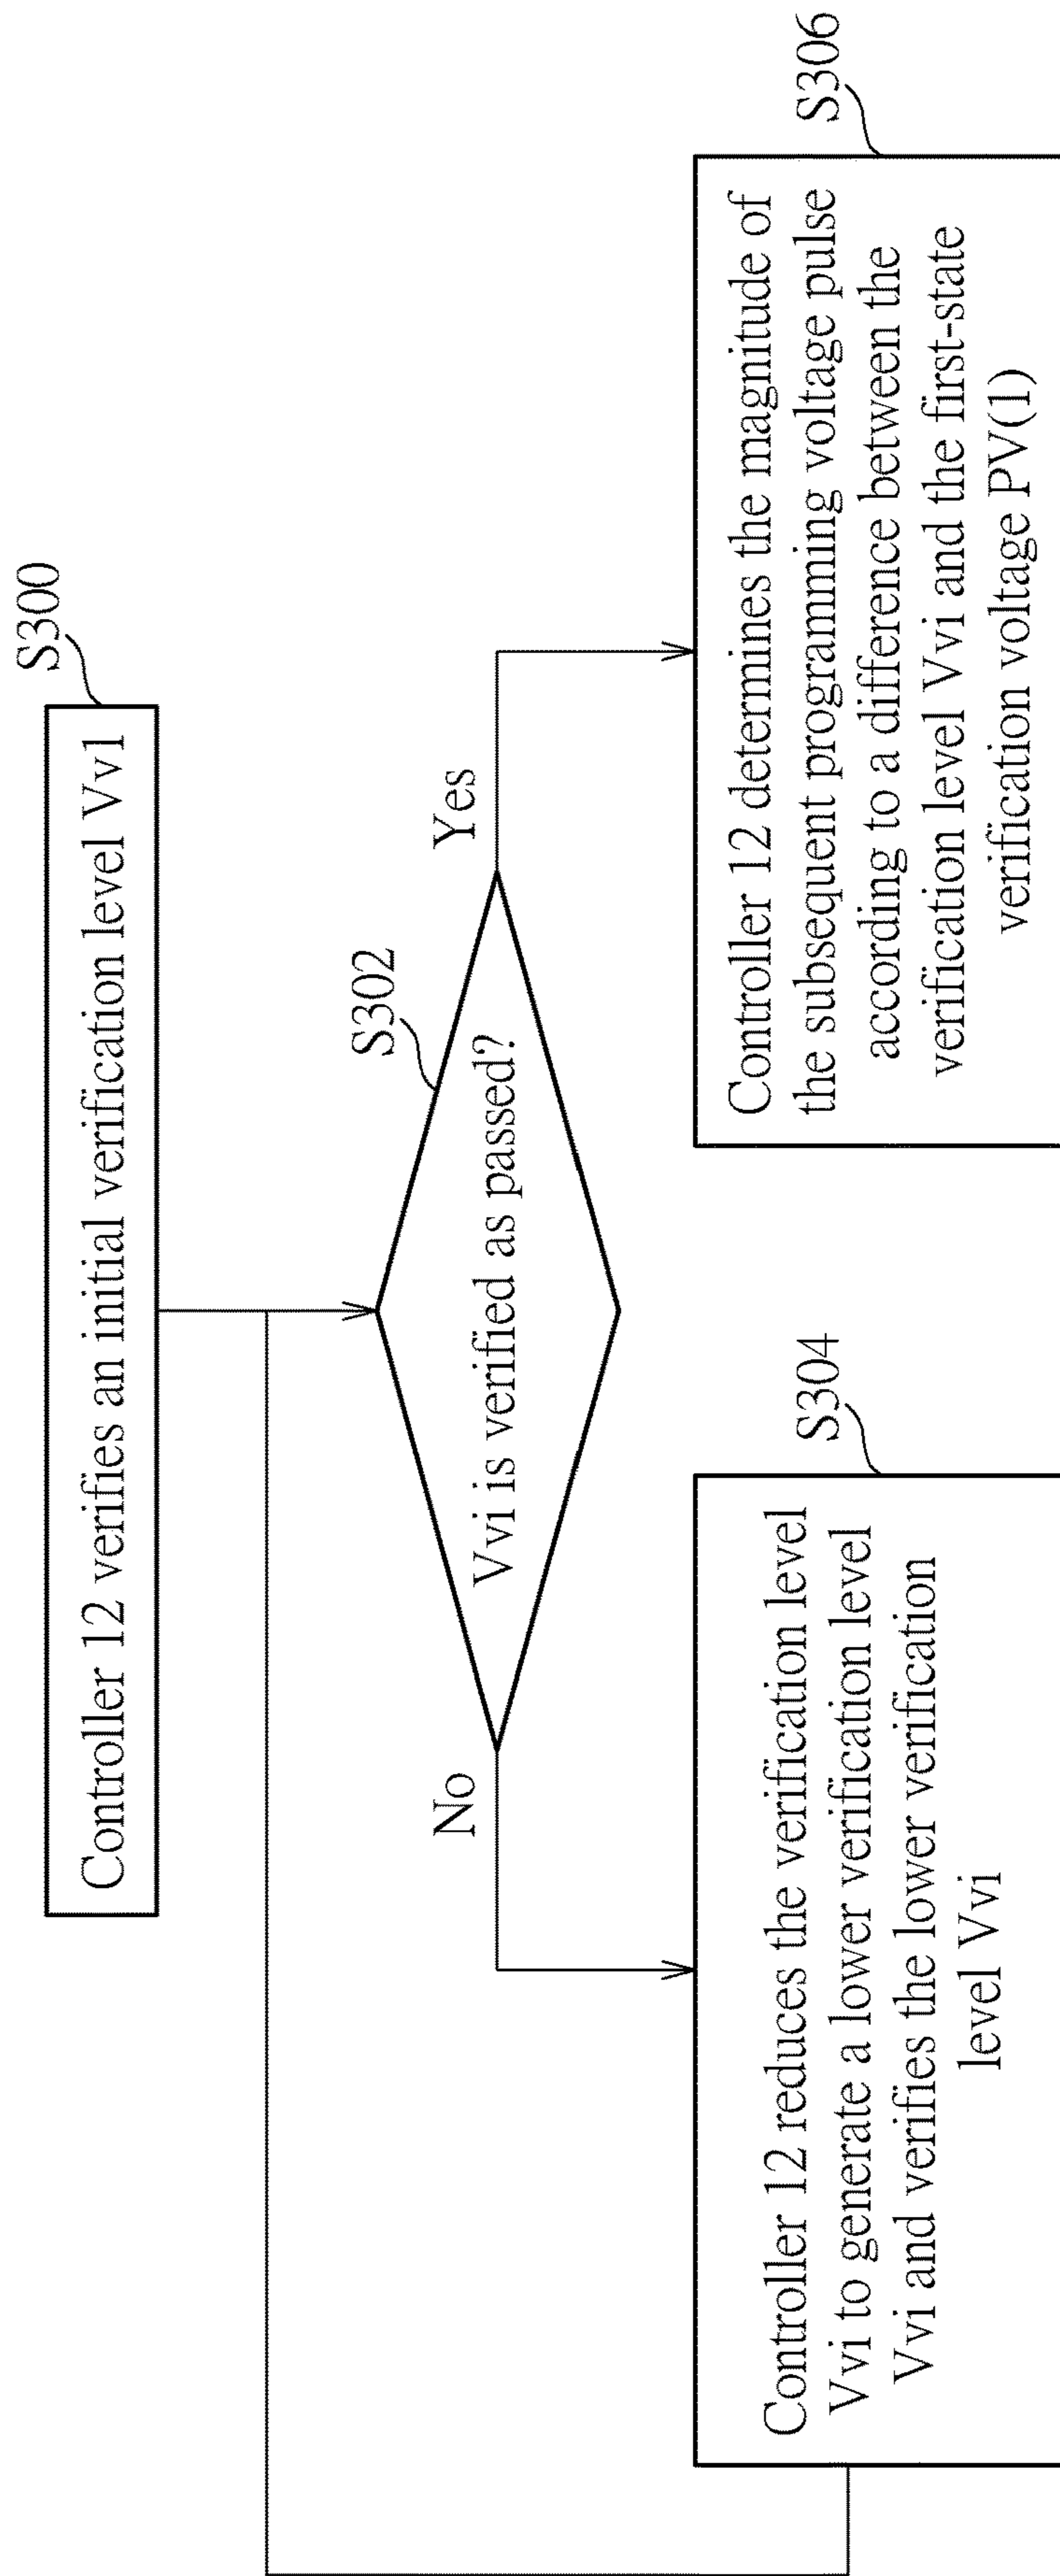 S300
Controller 12 verifies an initial verification level Vv1
S302
Vvi is verified as passed?
No
Yes
S304
Controller 12 reduces the verification level
Vvi to generate a lower verification level
Vvi and verifies the lower verification
level Vvi
S306
Controller 12 determines the magnitude of
the subsequent programming voltage pulse
according to a difference between the
verification level Vvi and the first-state
verification voltage PV(1)